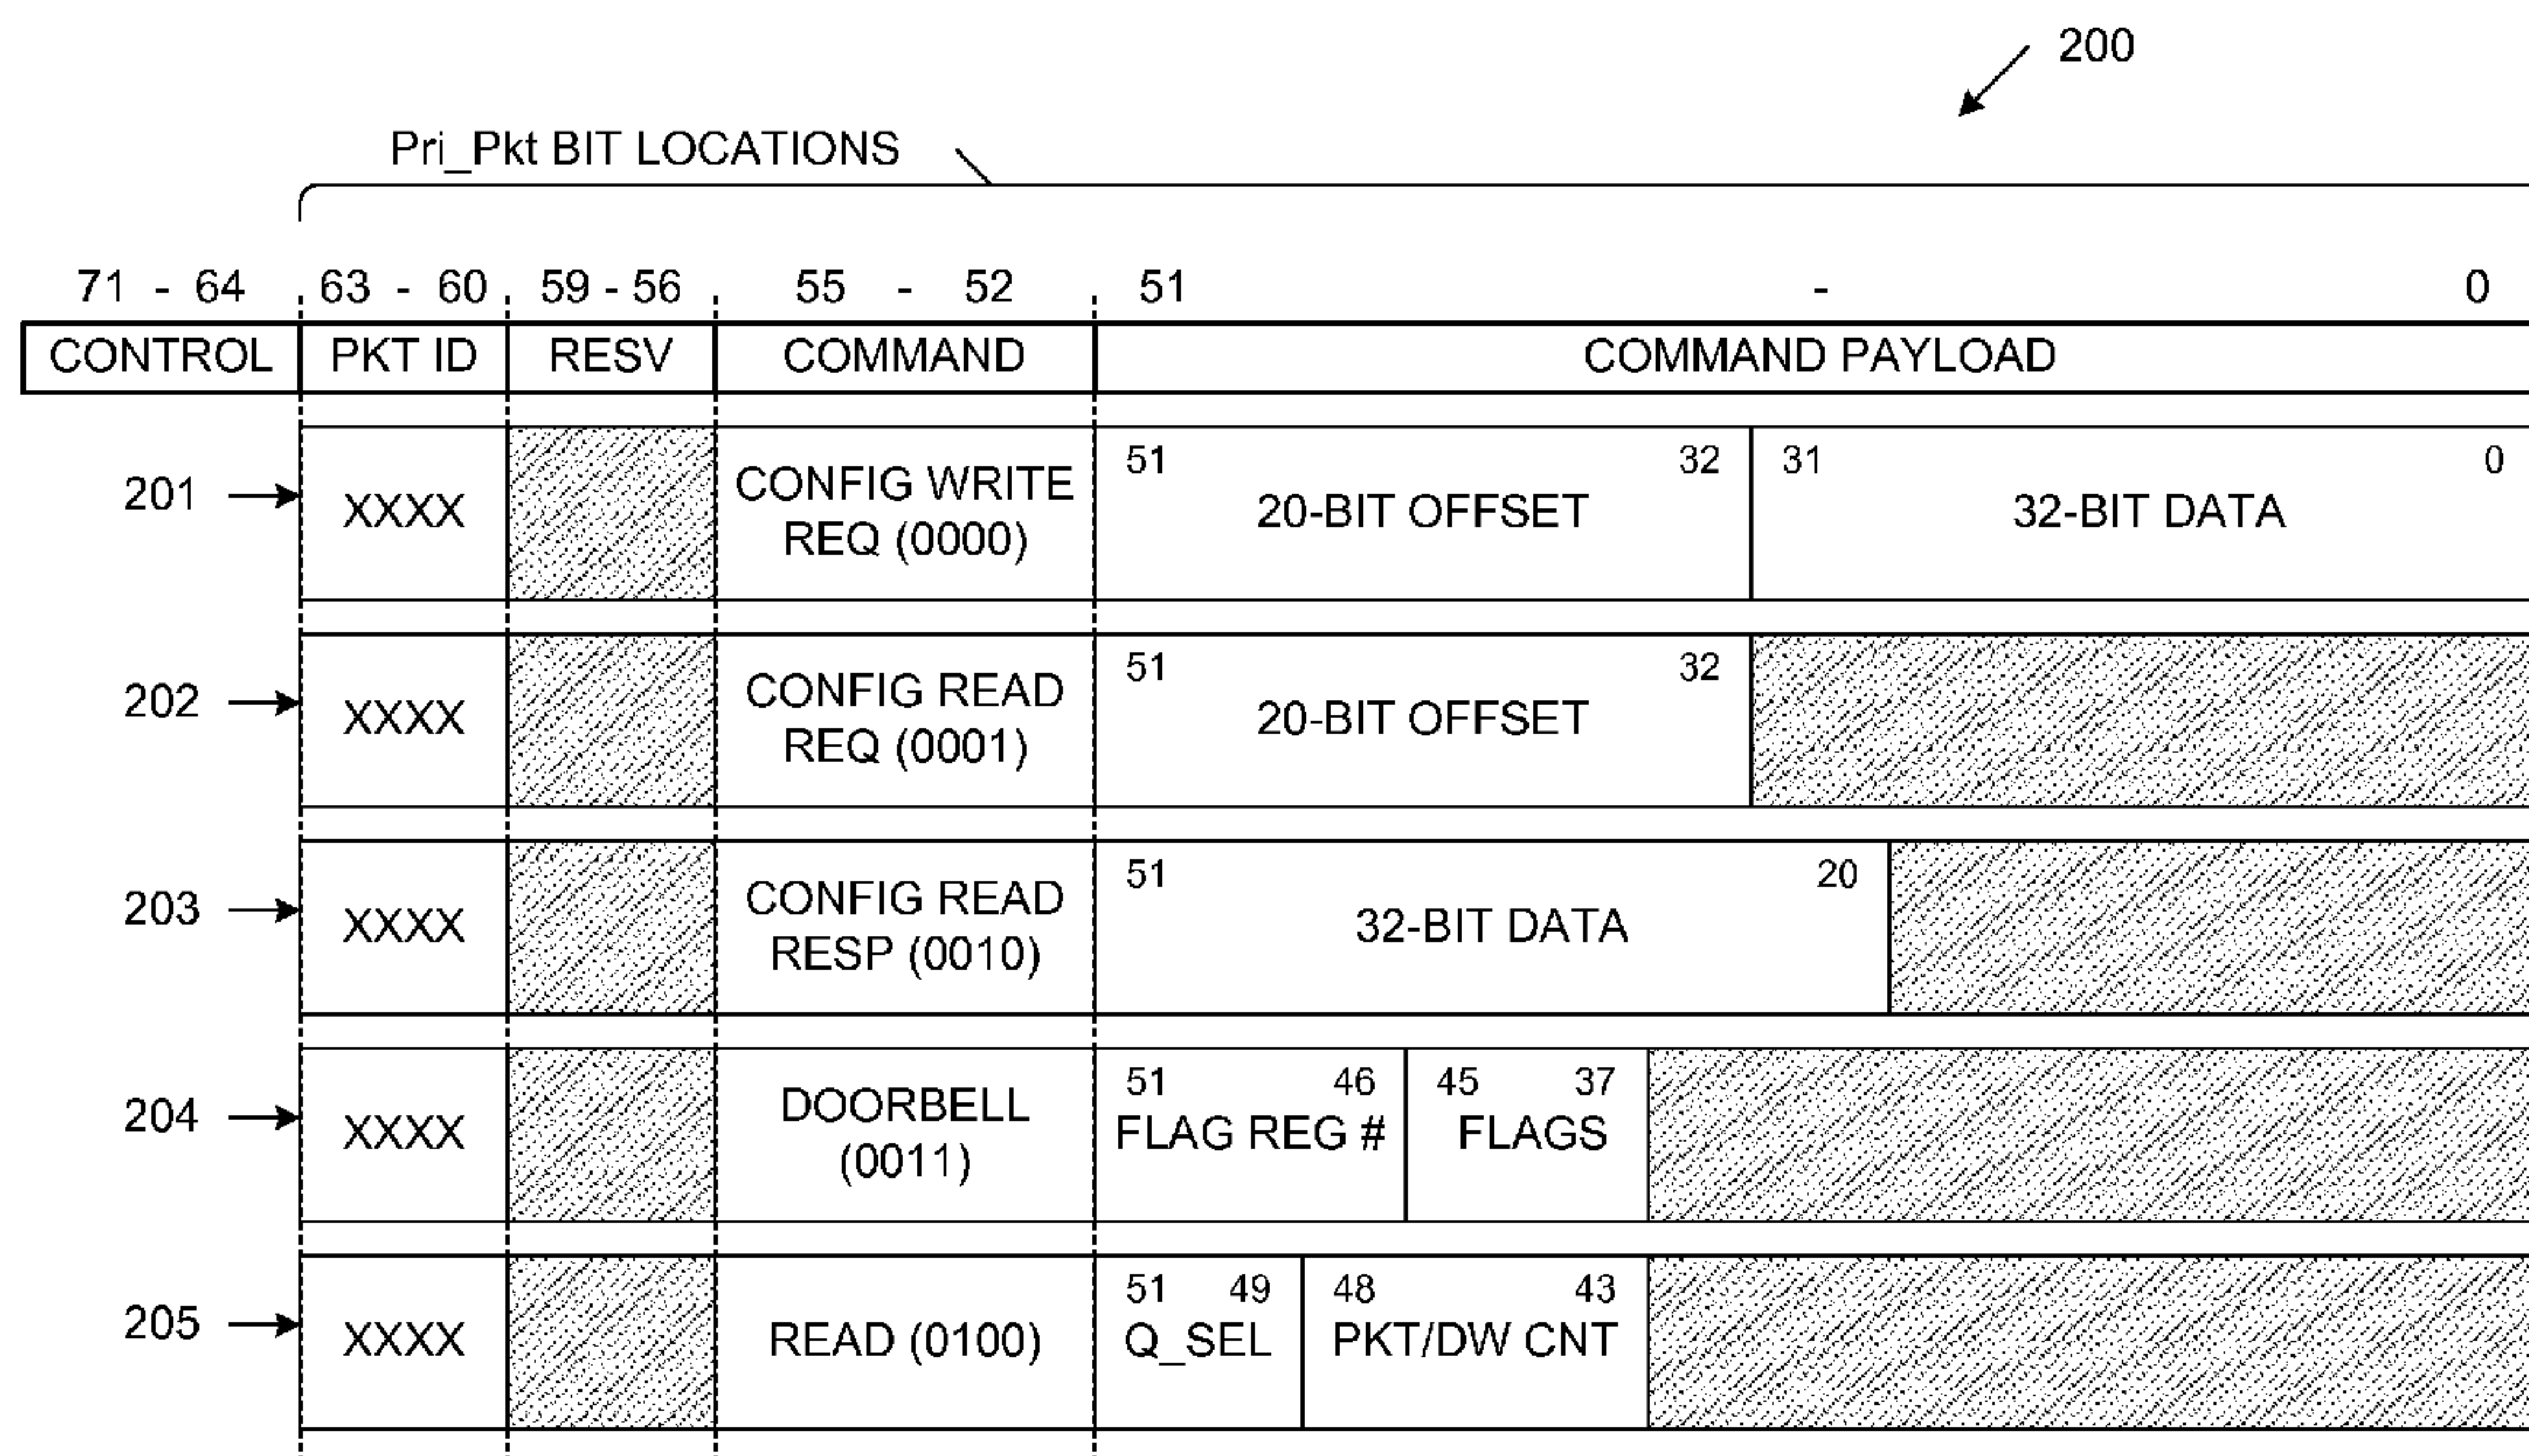 200
Pri_Pkt BIT LOCATIONS
71 - 64 63 - 60 59 - 56 55 - 52 51 - 0
CONTROL PKT ID RESV COMMAND COMMAND PAYLOAD
201 XXXX CONFIG WRITE REQ (0000) 51 32 20-BIT OFFSET 31 0 32-BIT DATA
202 XXXX CONFIG READ REQ (0001) 51 32 20-BIT OFFSET
203 XXXX CONFIG READ RESP (0010) 51 20 32-BIT DATA
204 XXXX DOORBELL (0011) 51 46 FLAG REG # 45 37 FLAGS
205 XXXX READ (0100) 51 49 Q_SEL 48 43 PKT/DW CNT